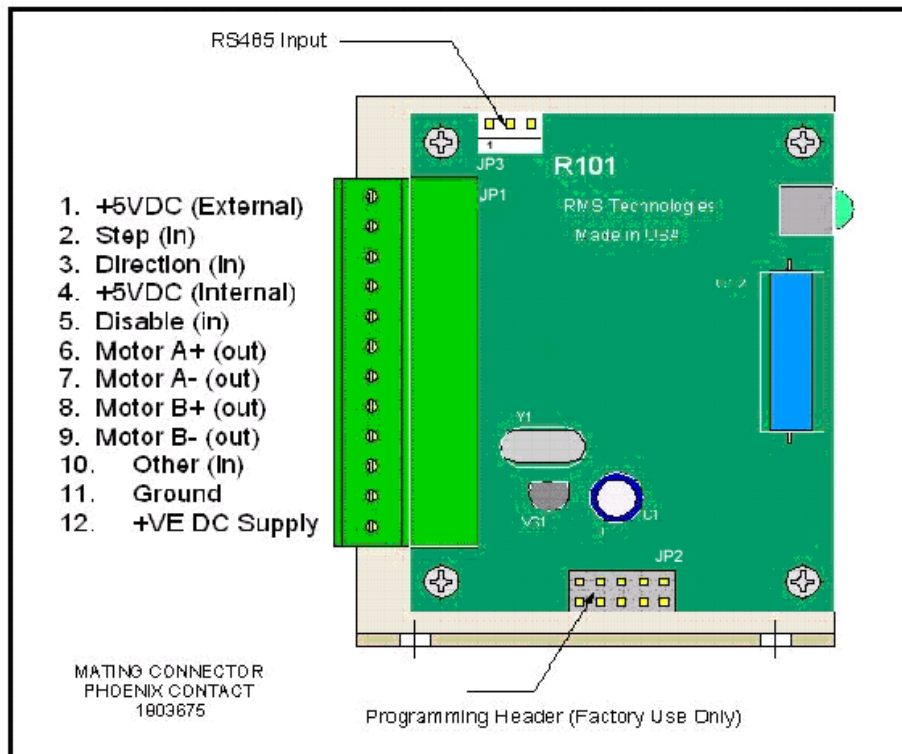 RS485 Input
1
JP3
R101
JP1
RMS Technologies
Made in USA
1. +5VDC (External)
2. Step (In)
3. Direction (In)
4. +5VDC (Internal)
5. Disable (in)
6. Motor A+ (out)
7. Motor A- (out)
8. Motor B+ (out)
9. Motor B- (out)
10. Other (In)
11. Ground
12. +VE DC Supply
Y1
C1
JP2
MATING CONNECTOR
PHOENIX CONTACT
1803675
Programming Header (Factory Use Only)